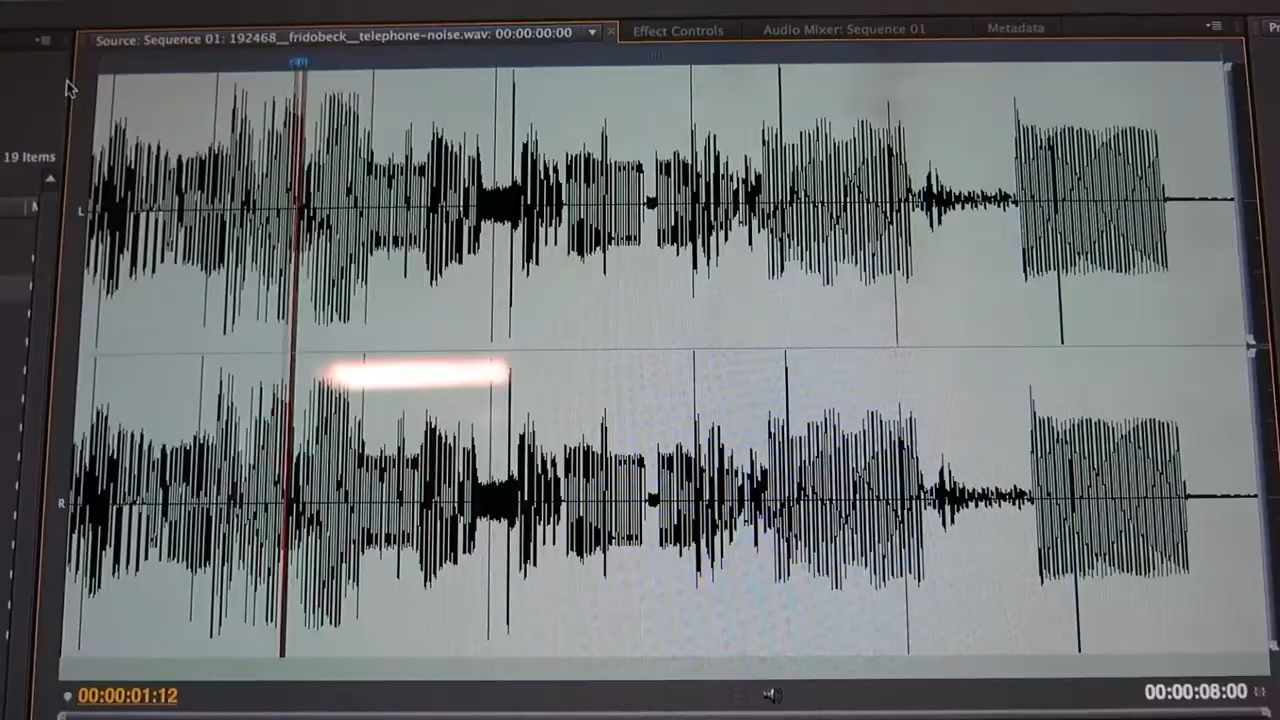 Source: Sequence 01: 192468__fridobeck__telephone-noise.wav: 00:00:00:00
Effect Controls
Audio Mixer: Sequence 01
Metadata
19 Items
L
R
00:00:01:12
00:00:08:00